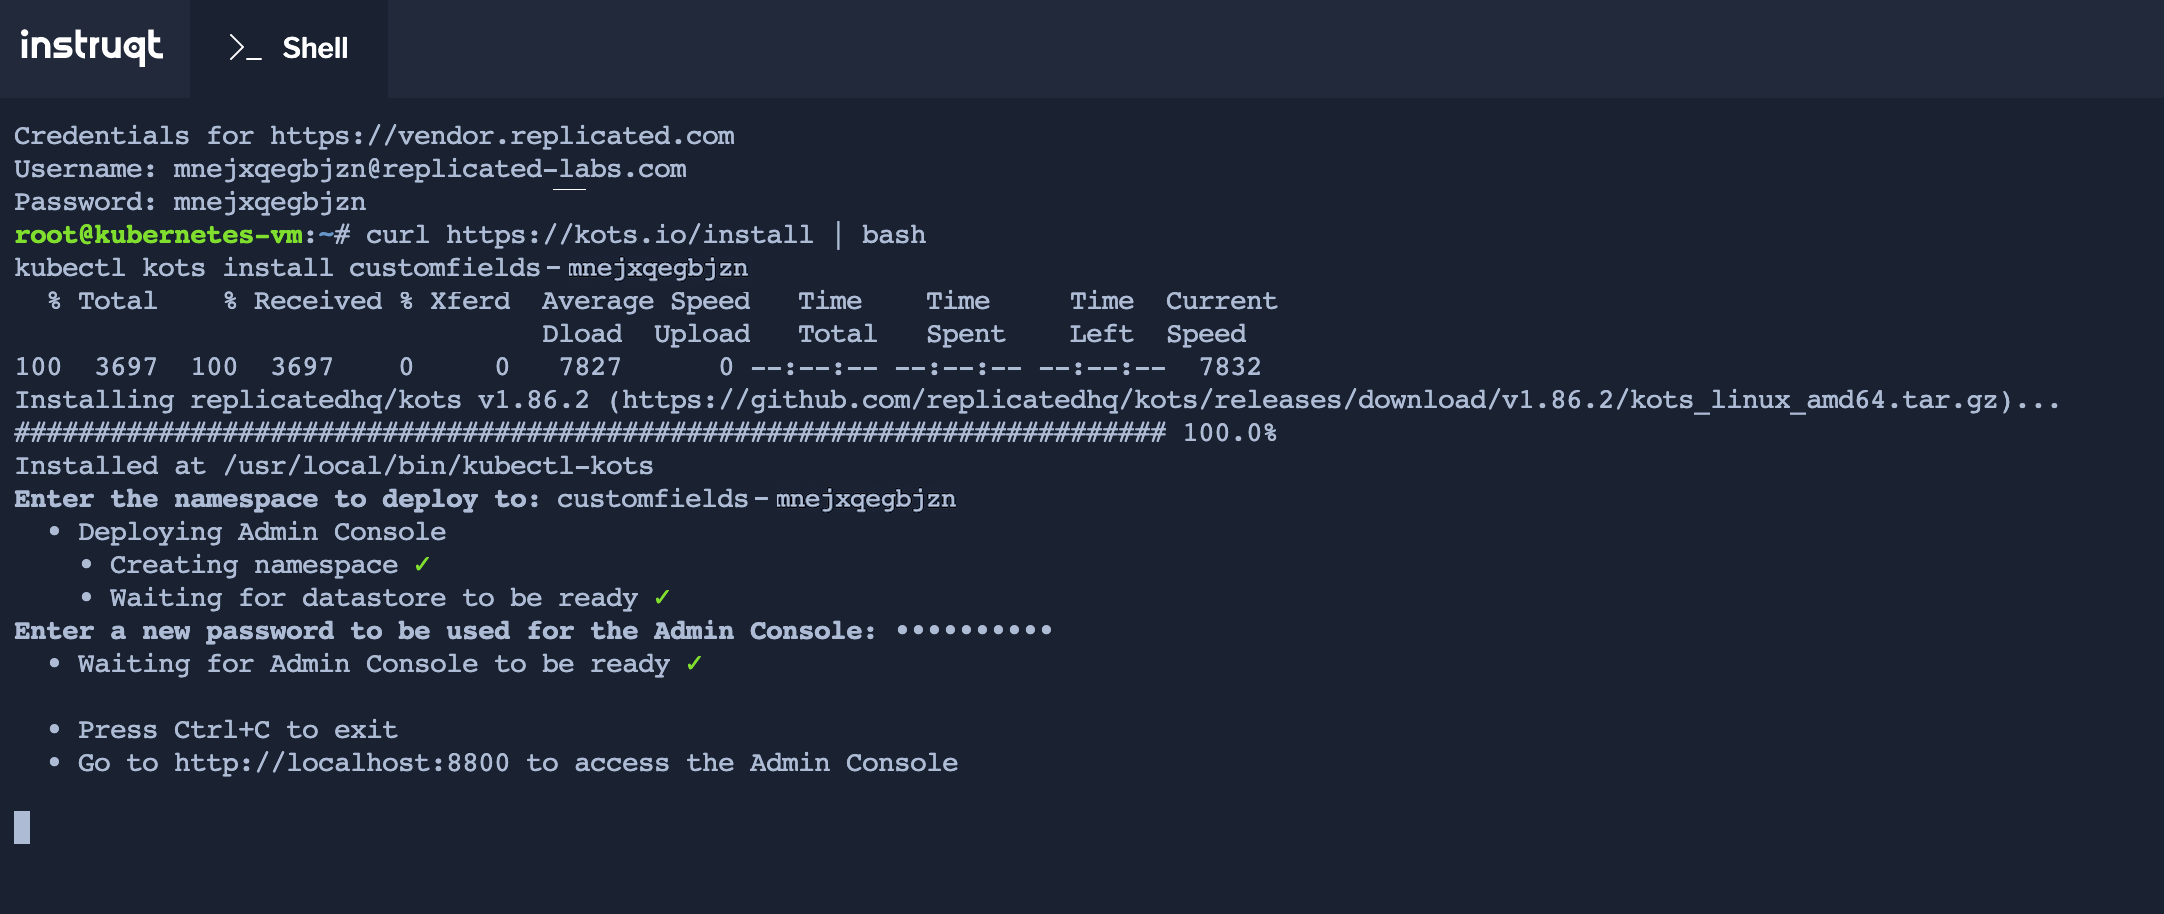 instruqt
>_ Shell
Credentials for https://vendor.replicated.com
Username: mnejxqegbjzn@replicated-labs.com
Password: mnejxqegbjzn
root@kubernetes-vm:~# curl https://kots.io/install | bash
kubectl kots install customfields-mnejxqegbjzn
% Total % Received % Xferd Average Speed Time Time Time Current
Dload Upload Total Spent Left Speed
100 3697 100 3697 0 0 7827 0 --:--:-- --:--:-- --:--:-- 7832
Installing replicatedhq/kots v1.86.2 (https://github.com/replicatedhq/kots/releases/download/v1.86.2/kots_linux_amd64.tar.gz)...
######################################################################## 100.0%
Installed at /usr/local/bin/kubectl-kots
Enter the namespace to deploy to: customfields-mnejxqegbjzn
• Deploying Admin Console
• Creating namespace ✓
• Waiting for datastore to be ready ✓
Enter a new password to be used for the Admin Console: ••••••••••
• Waiting for Admin Console to be ready ✓
• Press Ctrl+C to exit
• Go to http://localhost:8800 to access the Admin Console